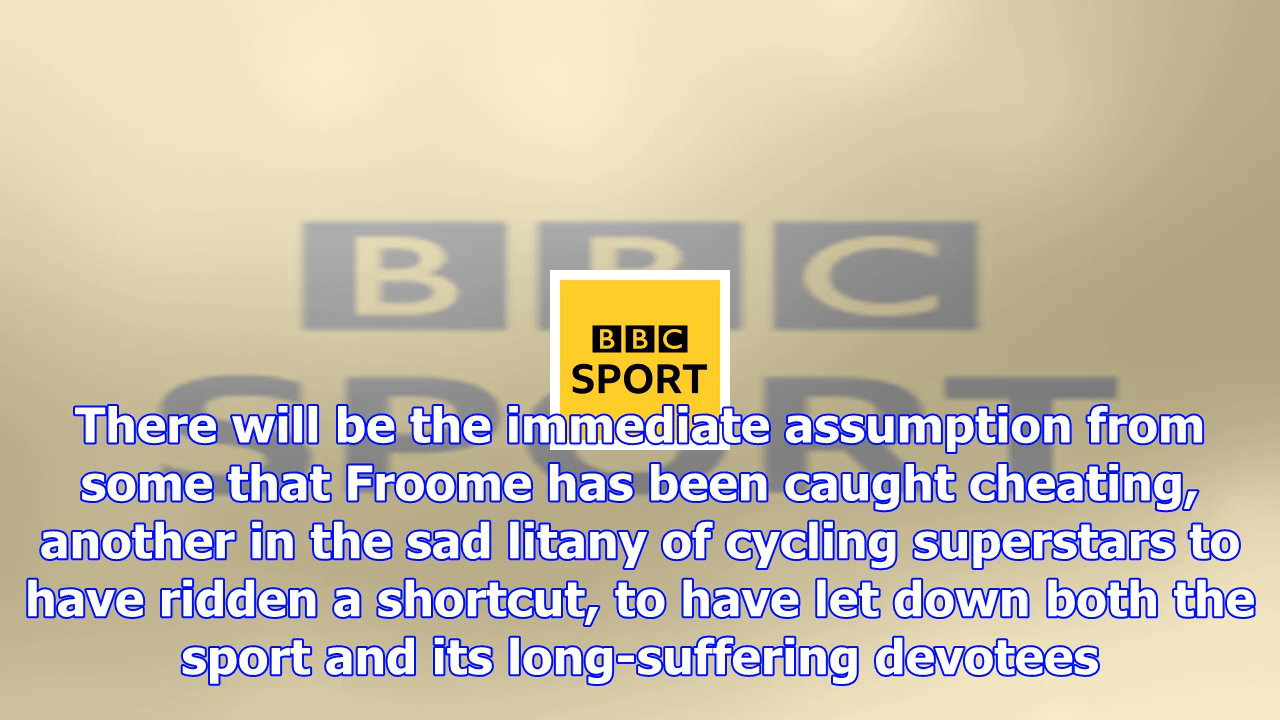 BBC
SPORT
BBC
SPORT
There will be the immediate assumption from
some that Froome has been caught cheating,
another in the sad litany of cycling superstars to
have ridden a shortcut, to have let down both the
sport and its long-suffering devotees